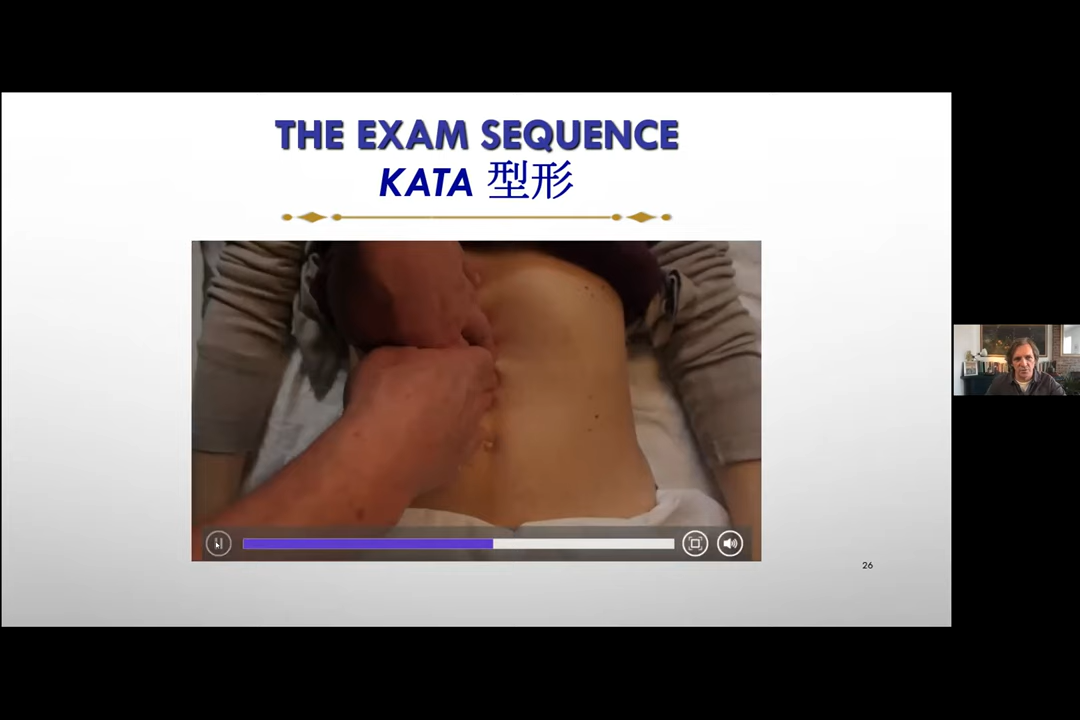 THE EXAM SEQUENCE
KATA 型形
26